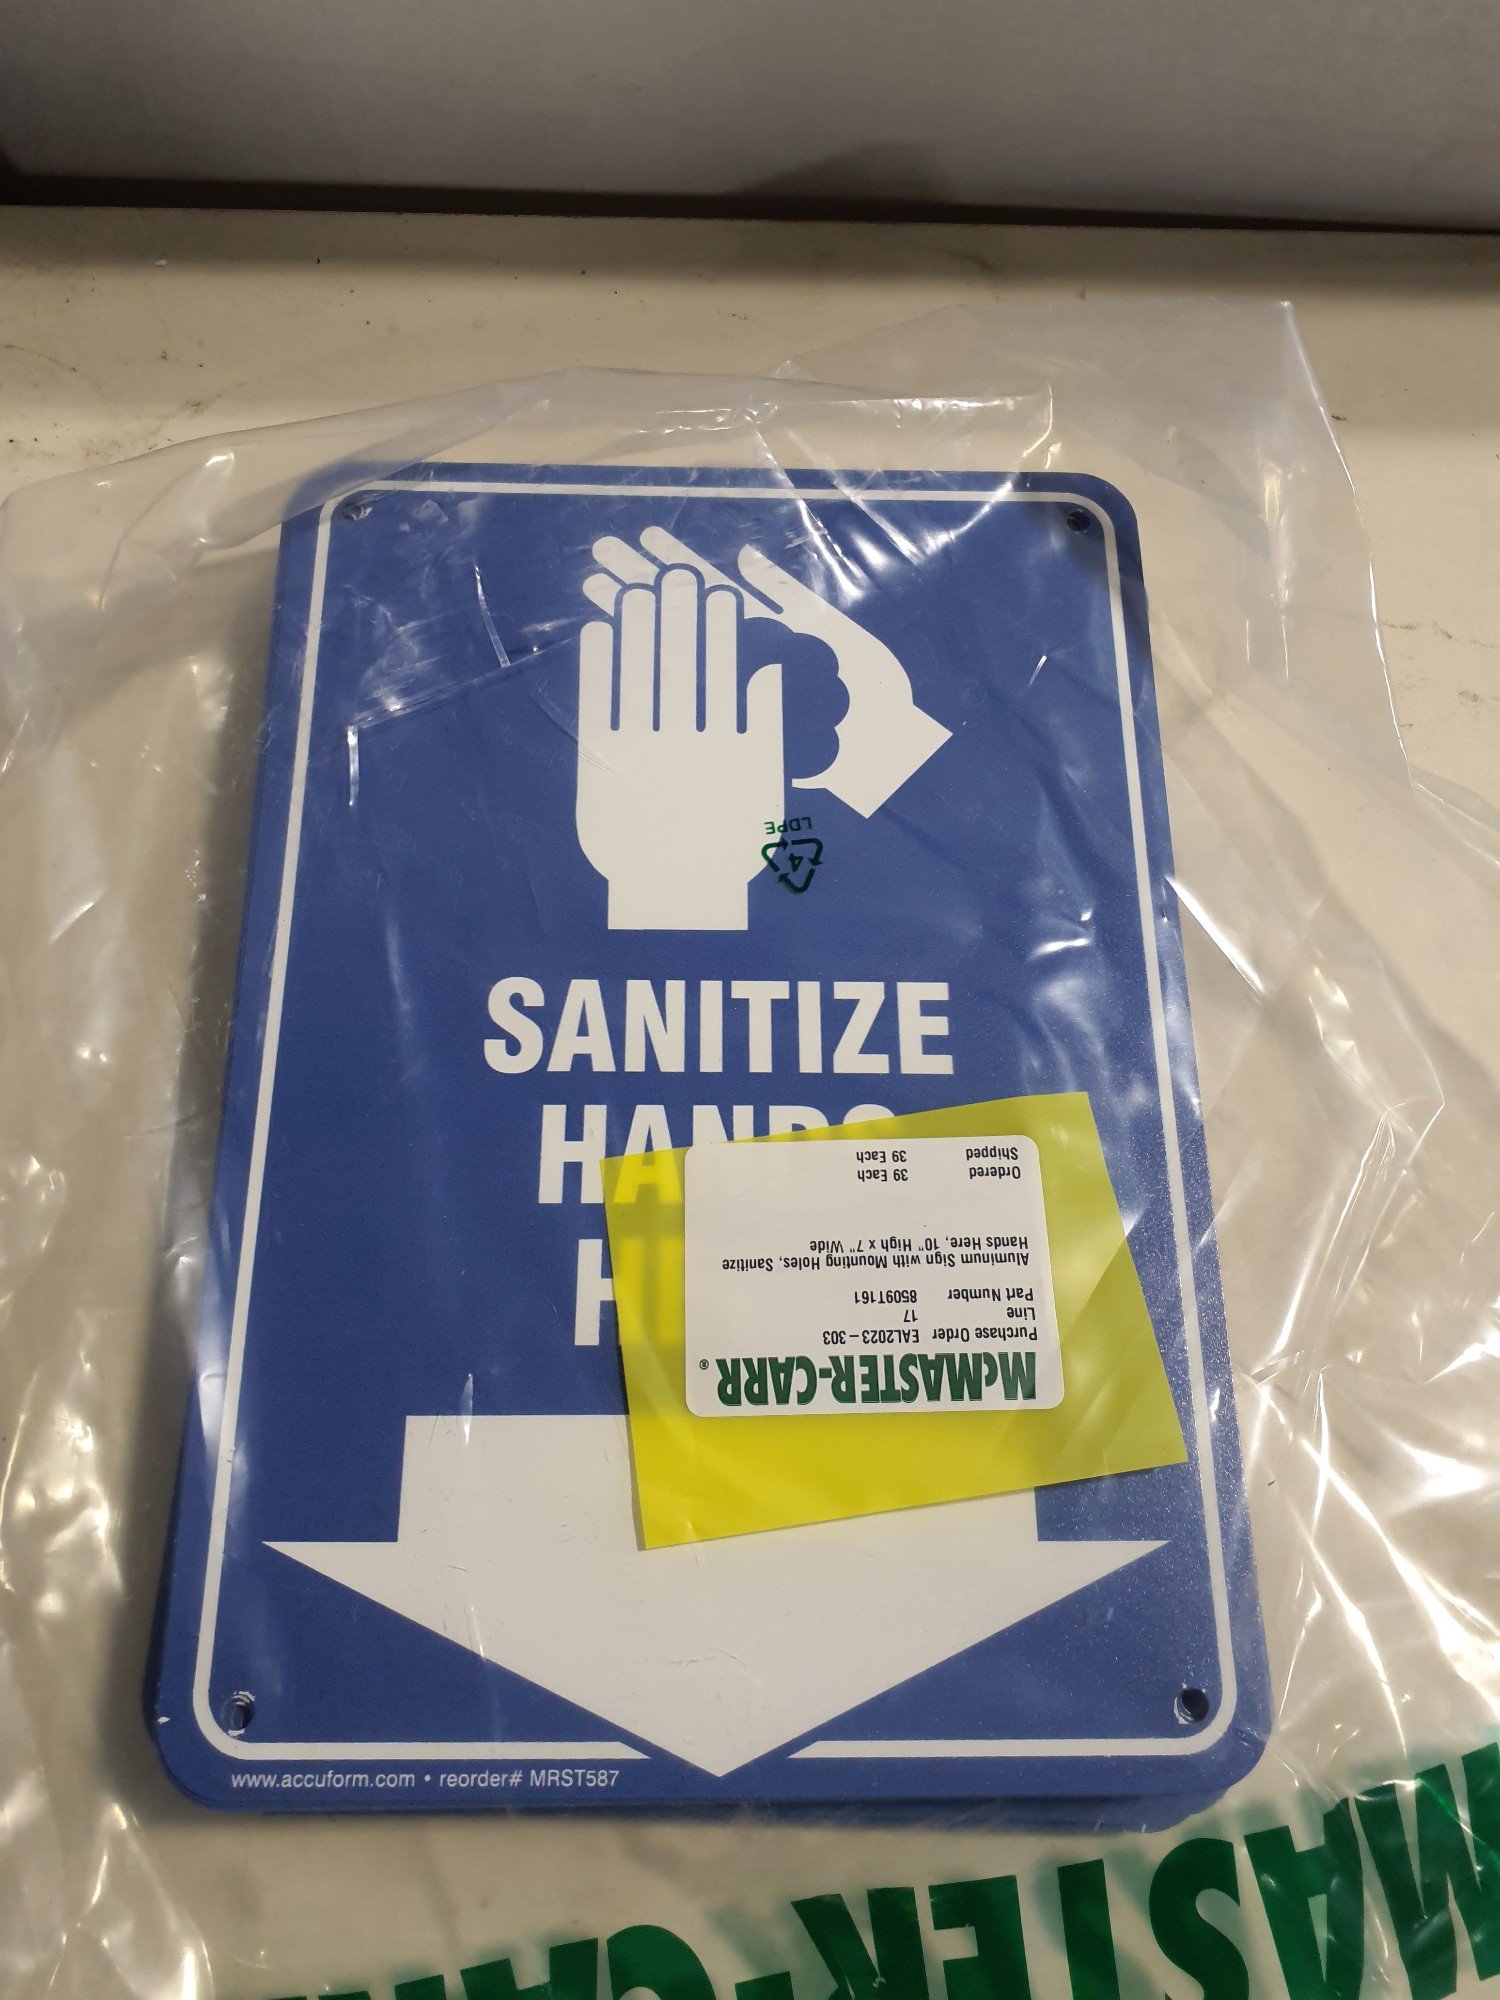 4
LDPE
SANITIZE
HANDS
H
McMASTER-CARR®
Purchase Order EAL2023-303
Line 17
Part Number 8509T161
Aluminum Sign with Mounting Holes, Sanitize
Hands Here, 10" High x 7" Wide
Ordered 39 Each
Shipped 39 Each
www.accuform.com • reorder# MRST587
MASTER-CA